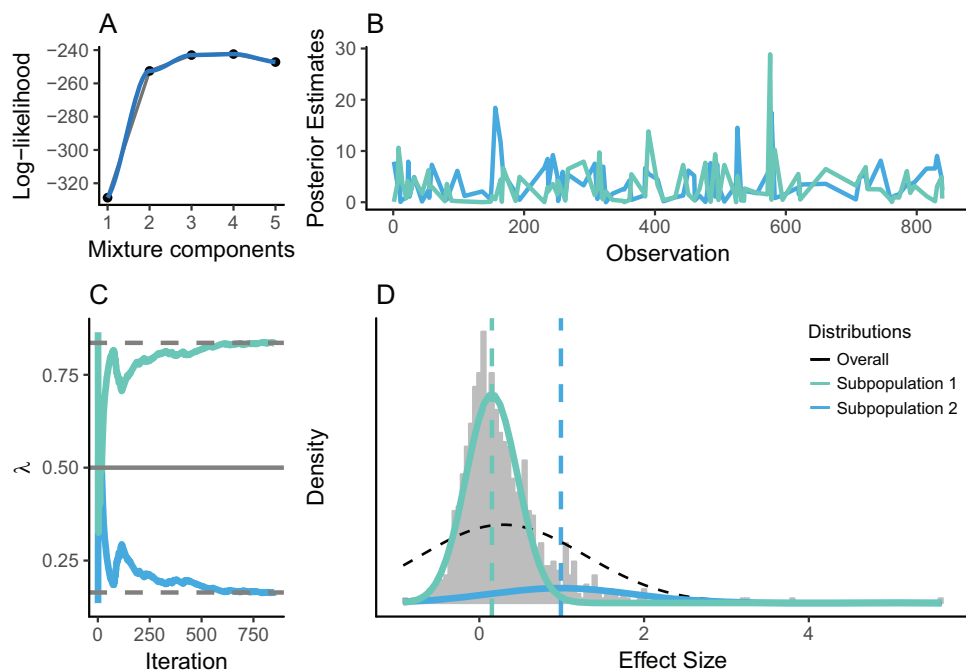 A
Log−likelihood
−240
−260
−280
−300
−320
1 2 3 4 5
Mixture components
B
Posterior Estimates
30
20
10
0
0 200 400 600 800
Observation
C
λ
0.75
0.50
0.25
0 250 500 750
Iteration
D
Density
Distributions
Overall
Subpopulation 1
Subpopulation 2
0 2 4
Effect Size